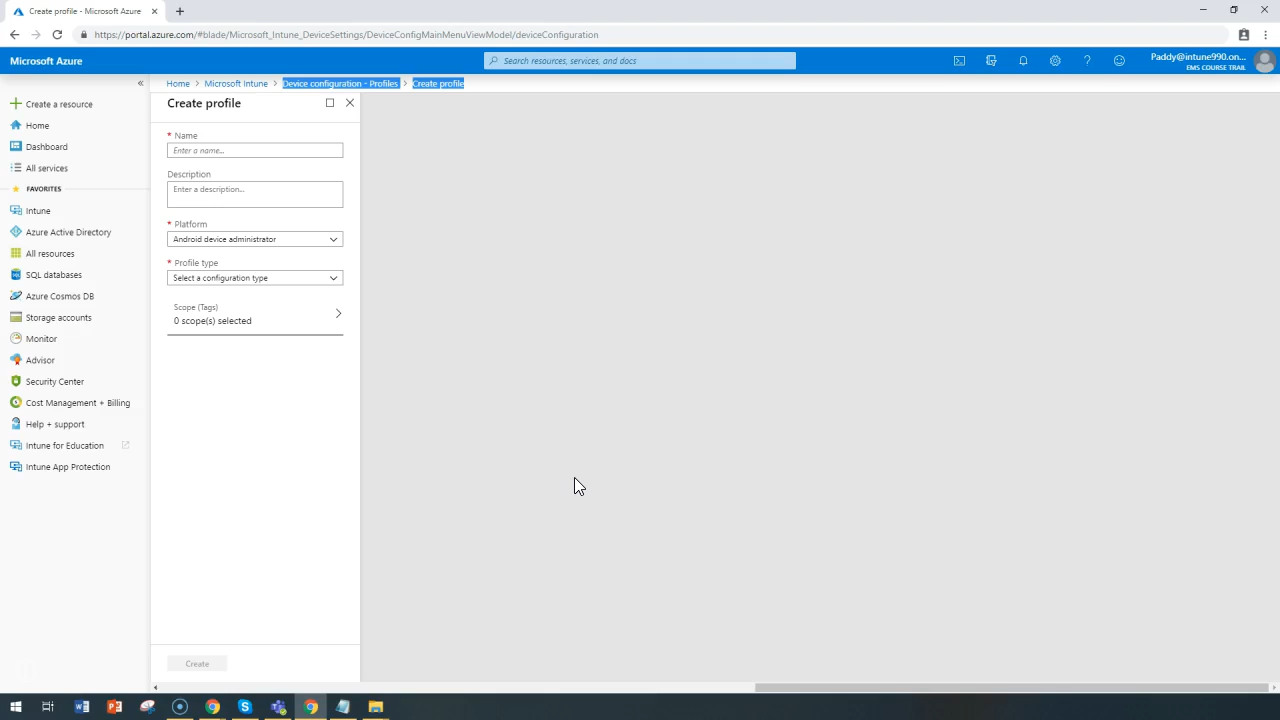 Create profile - Microsoft Azure
https://portal.azure.com/#blade/Microsoft_Intune_DeviceSettings/DeviceConfigMainMenuViewModel/deviceConfiguration
Microsoft Azure
Search resources, services, and docs
Paddy@intune990.on...
EMS COURSE TRAIL
Home > Microsoft Intune > Device configuration - Profiles > Create profile
Create a resource
Home
Dashboard
All services
FAVORITES
Intune
Azure Active Directory
All resources
SQL databases
Azure Cosmos DB
Storage accounts
Monitor
Advisor
Security Center
Cost Management + Billing
Help + support
Intune for Education
Intune App Protection
Create profile
* Name
Enter a name...
Description
Enter a description...
* Platform
Android device administrator
* Profile type
Select a configuration type
Scope (Tags)
0 scope(s) selected
Create